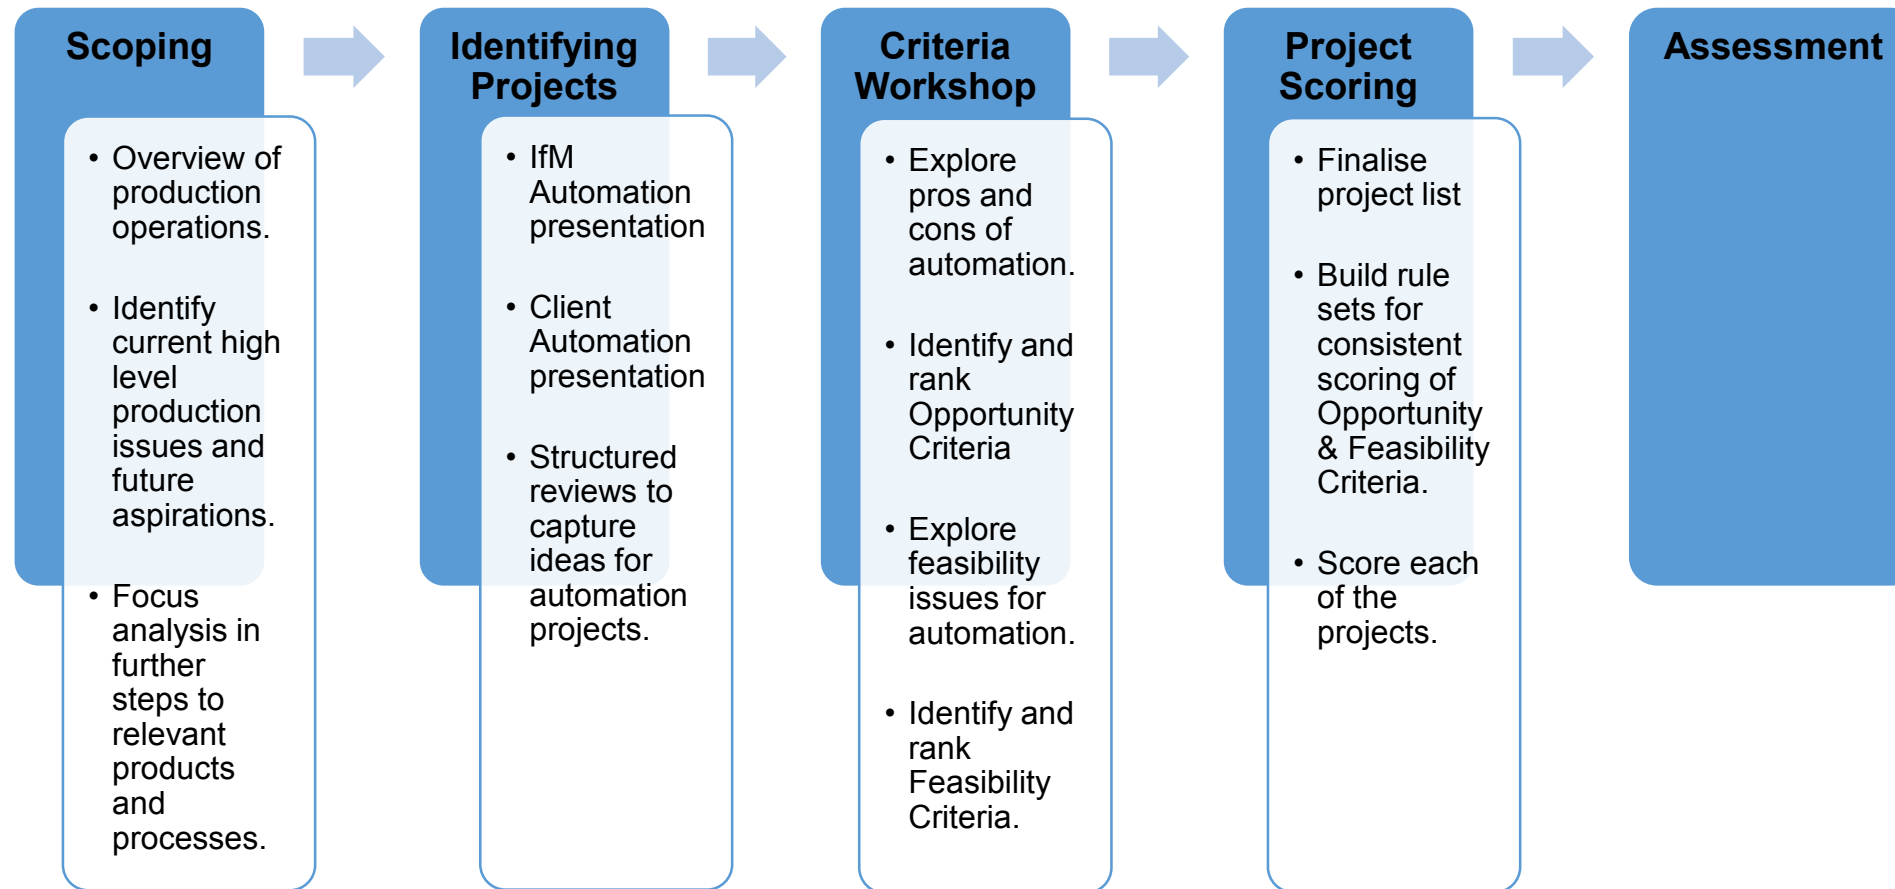 Scoping
• Overview of
production
operations.
• Identify
current high
level
production
issues and
future
aspirations.
• Focus
analysis in
further
steps to
relevant
products
and
processes.
Identifying
Projects
• IfM
Automation
presentation
• Client
Automation
presentation
• Structured
reviews to
capture
ideas for
automation
projects.
Criteria
Workshop
• Explore
pros and
cons of
automation.
• Identify and
rank
Opportunity
Criteria
• Explore
feasibility
issues for
automation.
• Identify and
rank
Feasibility
Criteria.
Project
Scoring
• Finalise
project list
• Build rule
sets for
consistent
scoring of
Opportunity
& Feasibility
Criteria.
• Score each
of the
projects.
Assessment